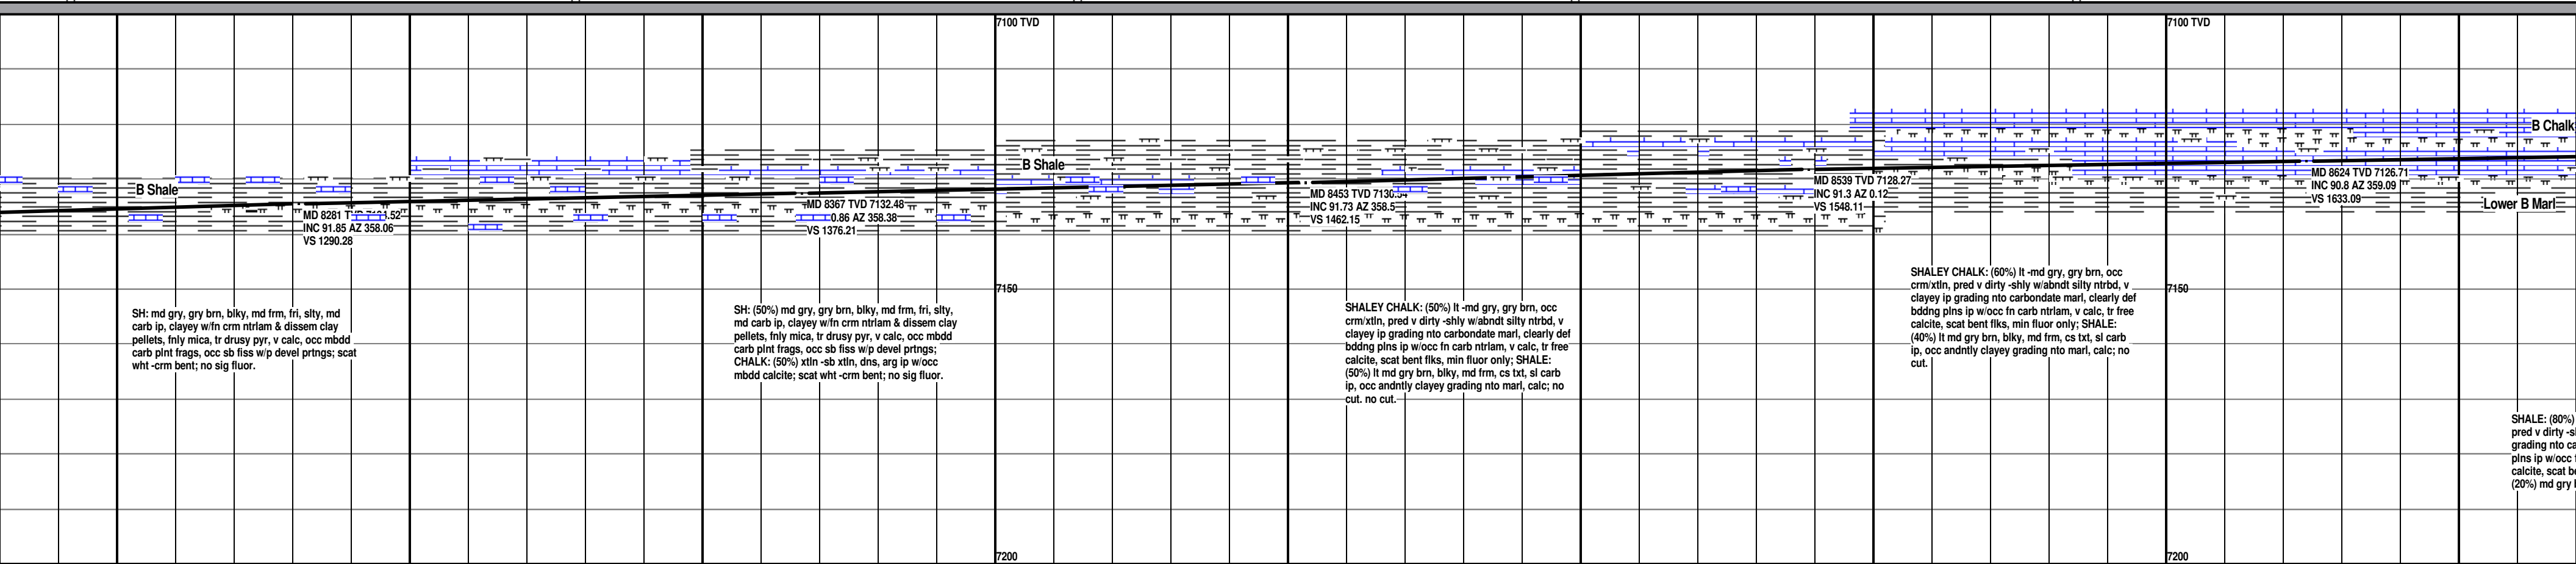 7100 TVD
7100 TVD
B Chalk
B Shale
B Shale
Lower B Marl
MD 8281
INC 91.85 AZ 358.06
VS 1290.28
MD 8367 TVD 7132.48
0.86 AZ 358.38
VS 1376.21
MD 8453 TVD
INC 91.73 AZ 358.5
VS 1462.15
MD 8539 TVD 7128.27
INC 91.3 AZ 0.12
VS 1548.11
MD 8624 TVD 7126.71
INC 90.8 AZ 359.09
VS 1633.09
7150
7150
SH: md gry, gry brn, blky, md frm, fri, slty, md
carb ip, clayey w/fn crm ntrlam & dissem clay
pellets, fnly mica, tr drusy pyr, v calc, occ mbdd
carb plnt frags, occ sb fiss w/p devel prtngs; scat
wht -crm bent; no sig fluor.
SH: (50%) md gry, gry brn, blky, md frm, fri, slty,
md carb ip, clayey w/fn crm ntrlam & dissem clay
pellets, fnly mica, tr drusy pyr, v calc, occ mbdd
carb plnt frags, occ sb fiss w/p devel prtngs;
CHALK: (50%) xtln -sb xtln, dns, arg ip w/occ
mbdd calcite; scat wht -crm bent; no sig fluor.
SHALEY CHALK: (50%) lt -md gry, gry brn, occ
crm/xtln, pred v dirty -shly w/abndt silty ntrbd, v
clayey ip grading nto carbondate marl, clearly def
bddng plns ip w/occ fn carb ntrlam, v calc, tr free
calcite, scat bent flks, min fluor only; SHALE:
(50%) lt md gry brn, blky, md frm, cs txt, sl carb
ip, occ andntly clayey grading nto marl, calc; no
cut. no cut.
SHALEY CHALK: (60%) lt -md gry, gry brn, occ
crm/xtln, pred v dirty -shly w/abndt silty ntrbd, v
clayey ip grading nto carbondate marl, clearly def
bddng plns ip w/occ fn carb ntrlam, v calc, tr free
calcite, scat bent flks, min fluor only; SHALE:
(40%) lt md gry brn, blky, md frm, cs txt, sl carb
ip, occ andntly clayey grading nto marl, calc; no
cut.
SHALE: (80%)
pred v dirty
grading nto
plns ip w/occ
calcite, scat
(20%) md gry
7200
7200